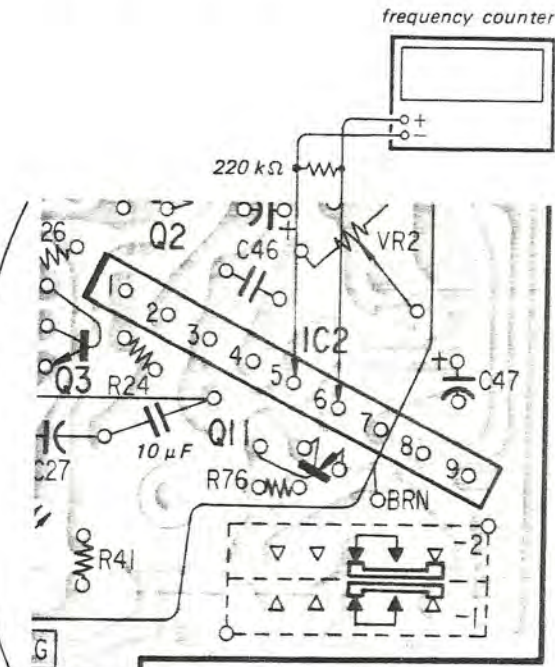 frequency counter
+
−
220 kΩ
Q2
+
26
C46
VR2
1
2
3
4
5
IC2
6
7
8
9
+
C47
Q3
R24
10 μF
Q11
C27
R76
BRN
R41
-2
-1
G